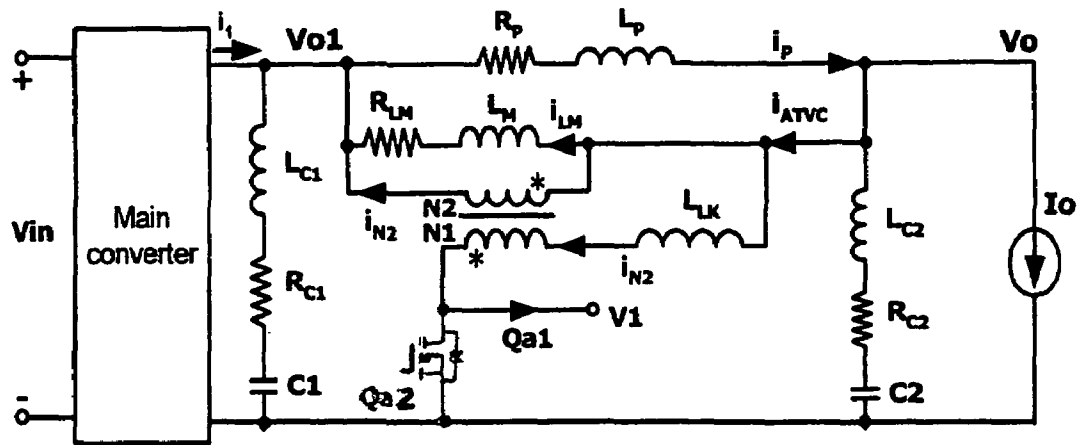 i1
Vo1
Rp
Lp
ip
Vo
+
RLM
LM
iLM
iATVC
LC1
*
N2
N1
iN2
LLK
LC2
Io
Vin
Main
converter
*
iN2
RC1
V1
Qa1
RC2
C1
Qa2
C2
-